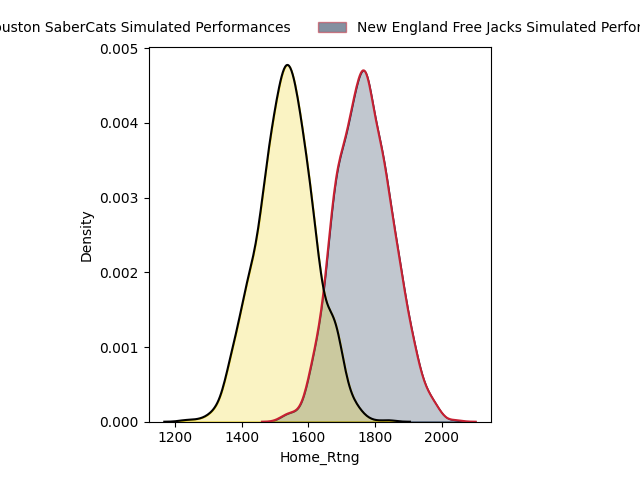 uston SaberCats Simulated Performances
New England Free Jacks Simulated Perfor
0.005
0.004
0.003
0.002
0.001
0.000
Density
1200 1400 1600 1800 2000
Home_Rtng